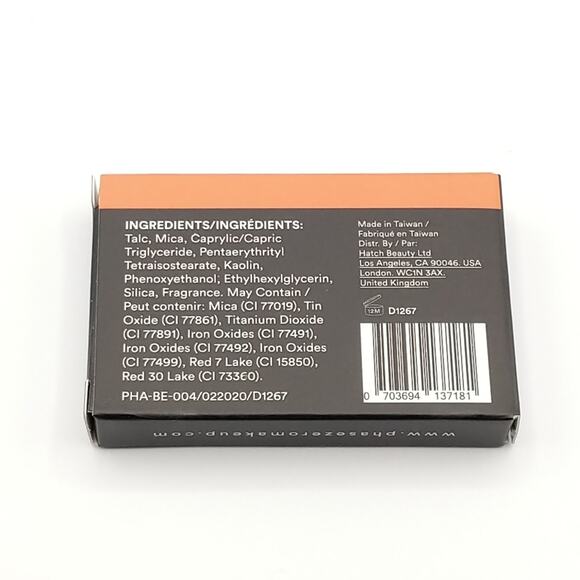 INGREDIENTS/INGRÉDIENTS:
Talc, Mica, Caprylic/Capric
Triglyceride, Pentaerythrityl
Tetraisostearate, Kaolin,
Phenoxyethanol, Ethylhexylglycerin,
Silica, Fragrance. May Contain /
Peut contenir: Mica (CI 77019), Tin
Oxide (CI 77861), Titanium Dioxide
(CI 77891), Iron Oxides (CI 77491),
Iron Oxides (CI 77492), Iron Oxides
(CI 77499), Red 7 Lake (CI 15850),
Red 30 Lake (CI 73360).
PHA-BE-004/022020/D1267
Made in Taiwan /
Fabriqué en Taiwan
Distr. By / Par:
Hatch Beauty Ltd
Los Angeles, CA 90046. USA
London. WC1N 3AX.
United Kingdom
12M D1267
0 703694 137181
www.phasezeromakeup.com